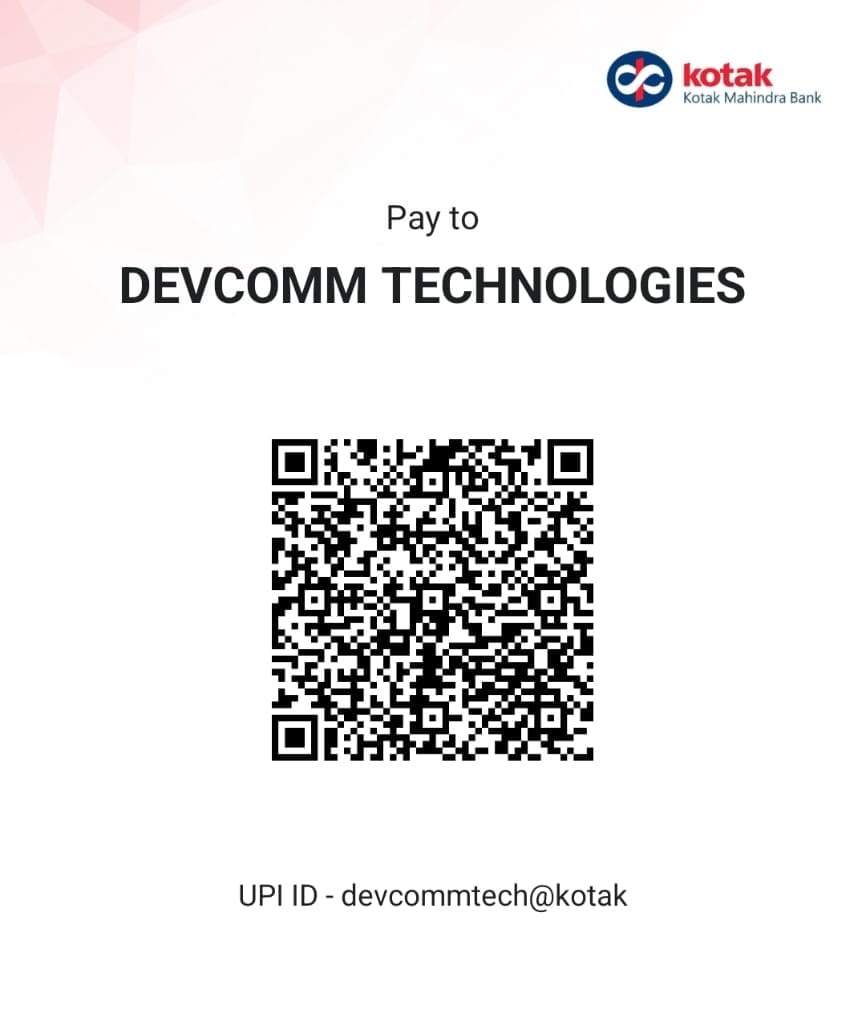 kotak
Kotak Mahindra Bank
Pay to
DEVCOMM TECHNOLOGIES
UPI ID - devcommtech@kotak